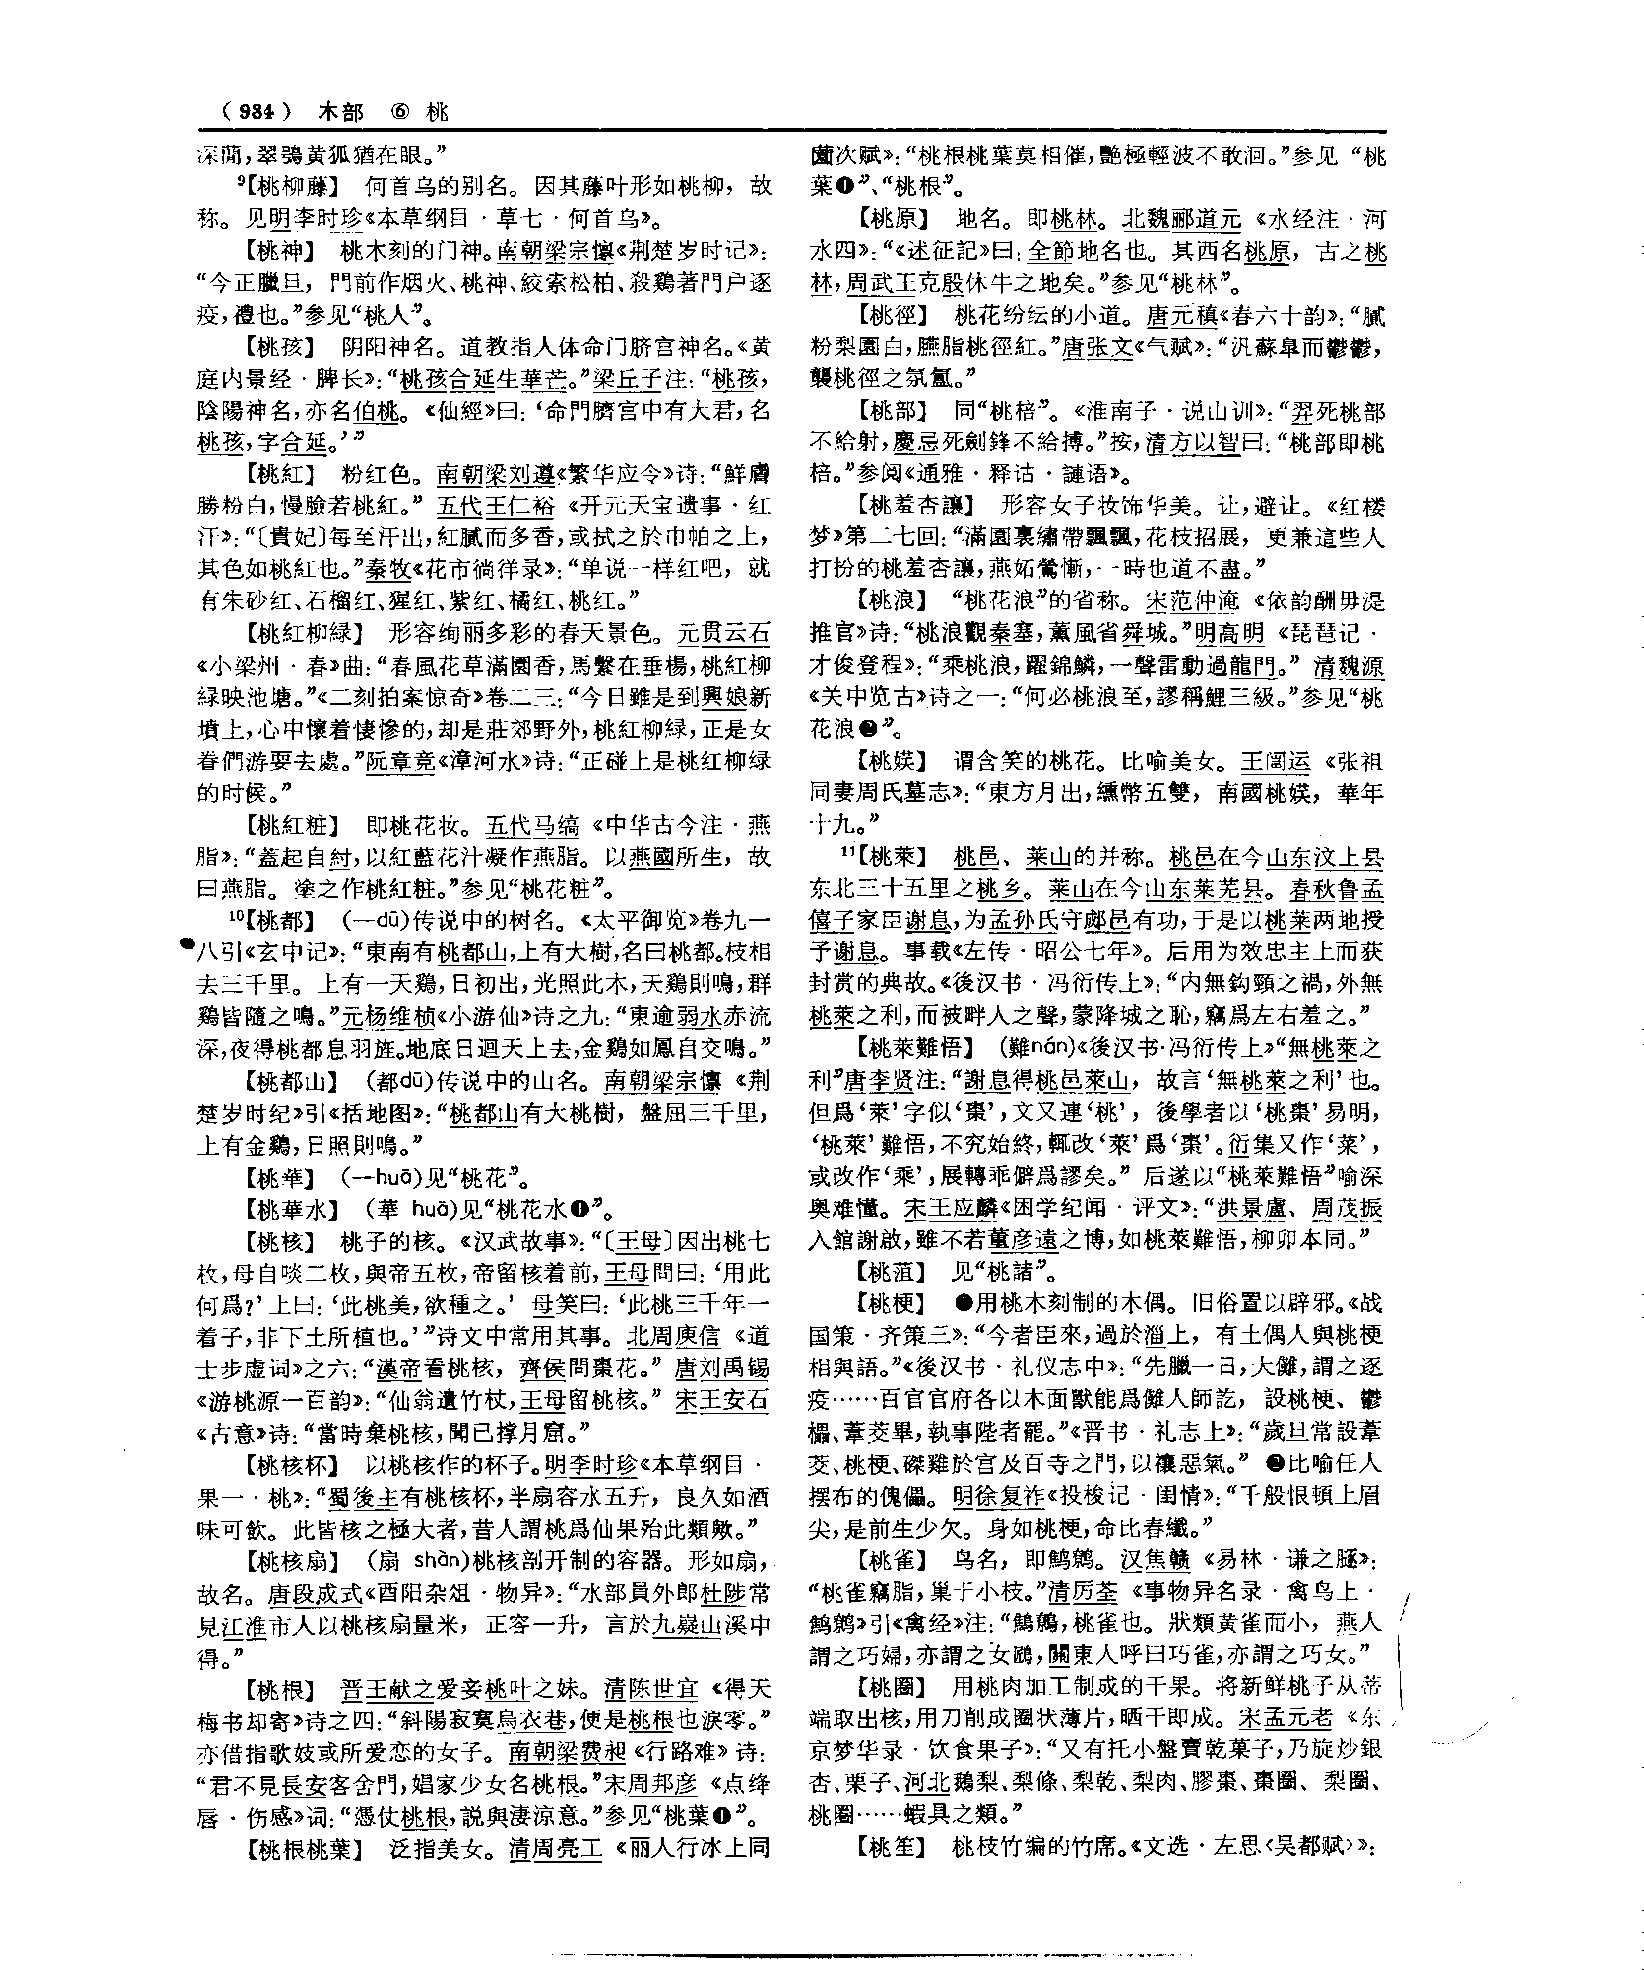 （934） 木部 ⑥ 桃
深間，翠鴞黄狐猶在眼。”
9【桃柳藤】 何首乌的别名。因其藤叶形如桃柳，故
称。见明李时珍《本草纲目·草七·何首乌》。
【桃神】 桃木刻的门神。南朝梁宗懔《荆楚岁时记》：
“今正臘旦，門前作烟火、桃神、絞索松柏、殺鷄著門户逐
疫，禮也。”参见“桃人”。
【桃孩】 阴阳神名。道教指人体命门脐宫神名。《黄
庭内景经·脾长》：“桃孩合延生華芒。”梁丘子注：“桃孩，
陰陽神名，亦名伯桃。《仙經》曰：‘命門臍宫中有大君，名
桃孩，字合延。’”
【桃紅】 粉红色。南朝梁刘遵《繁华应令》诗：“鮮膚
勝粉白，慢臉若桃紅。”五代王仁裕《开元天宝遗事·红
汗》：“〔貴妃〕每至汗出，紅膩而多香，或拭之於巾帕之上，
其色如桃紅也。”秦牧《花市徜徉录》：“单说一样红吧，就
有朱砂红、石榴红、猩红、紫红、橘红、桃红。”
【桃紅柳緑】 形容绚丽多彩的春天景色。元贯云石
《小梁州·春》曲：“春風花草滿園香，馬繫在垂楊，桃紅柳
緑映池塘。”《二刻拍案惊奇》卷二三：“今日雖是到興娘新
墳上，心中懷着悽慘的，却是莊郊野外，桃紅柳緑，正是女
眷們游耍去處。”阮章竞《漳河水》诗：“正碰上是桃红柳绿
的时候。”
【桃紅粧】 即桃花妆。五代马缟《中华古今注·燕
脂》：“蓋起自紂，以紅藍花汁凝作燕脂。以燕國所生，故
曰燕脂。塗之作桃紅粧。”参见“桃花粧”。
10【桃都】 （—dū）传说中的树名。《太平御览》卷九一
八引《玄中记》：“東南有桃都山，上有大樹，名曰桃都。枝相
去三千里。上有一天鷄，日初出，光照此木，天鷄則鳴，群
鷄皆隨之鳴。”元杨维桢《小游仙》诗之九：“東逾弱水赤流
深，夜得桃都息羽旌。地底日迴天上去，金鷄如鳳自交鳴。”
【桃都山】 （都dū）传说中的山名。南朝梁宗懔《荆
楚岁时纪》引《括地图》：“桃都山有大桃樹，盤屈三千里，
上有金鷄，日照則鳴。”
【桃華】 （—huā）见“桃花”。
【桃華水】 （華 huā）见“桃花水❶”。
【桃核】 桃子的核。《汉武故事》：“〔王母〕因出桃七
枚，母自啖二枚，與帝五枚，帝留核着前，王母問曰：‘用此
何爲？’上曰：‘此桃美，欲種之。’母笑曰：‘此桃三千年一
着子，非下土所植也。’”诗文中常用其事。北周庾信《道
士步虚词》之六：“漢帝看桃核，齊侯問棗花。”唐刘禹锡
《游桃源一百韵》：“仙翁遺竹杖，王母留桃核。”宋王安石
《古意》诗：“當時棄桃核，聞已撑月窟。”
【桃核杯】 以桃核作的杯子。明李时珍《本草纲目·
果一·桃》：“蜀後主有桃核杯，半扇容水五升，良久如酒
味可飲。此皆核之極大者，昔人謂桃爲仙果殆此類歟。”
【桃核扇】 （扇 shàn）桃核剖开制的容器。形如扇，
故名。唐段成式《酉阳杂俎·物异》：“水部員外郎杜陟常
見江淮市人以桃核扇量米，正容一升，言於九嶷山溪中
得。”
【桃根】 晋王献之爱妾桃叶之妹。清陈世宜《得天
梅书却寄》诗之四：“斜陽寂寞烏衣巷，便是桃根也淚零。”
亦借指歌妓或所爱恋的女子。南朝梁费昶《行路难》诗：
“君不見長安客舍門，娼家少女名桃根。”宋周邦彦《点绛
唇·伤感》词：“憑仗桃根，説與淒涼意。”参见“桃葉❶”。
【桃根桃葉】 泛指美女。清周亮工《丽人行冰上同
薗次赋》：“桃根桃葉莫相催，艷極輕波不敢洄。”参见“桃
葉❶”、“桃根”。
【桃原】 地名。即桃林。北魏郦道元《水经注·河
水四》：“《述征記》曰：全節地名也。其西名桃原，古之桃
林，周武王克殷休牛之地矣。”参见“桃林”。
【桃徑】 桃花纷纭的小道。唐元稹《春六十韵》：“膩
粉梨園白，臙脂桃徑紅。”唐张文《气赋》：“汎蘇皐而鬱鬱，
襲桃徑之氛氲。”
【桃部】 同“桃棓”。《淮南子·说山训》：“羿死桃部
不給射，慶忌死劍鋒不給搏。”按，清方以智曰：“桃部即桃
棓。”参阅《通雅·释诂·謰语》。
【桃羞杏讓】 形容女子妆饰华美。让，避让。《红楼
梦》第二七回：“滿園裏繡帶飄飄，花枝招展，更兼這些人
打扮的桃羞杏讓，燕妬鶯慚，一時也道不盡。”
【桃浪】 “桃花浪”的省称。宋范仲淹《依韵酬毋湜
推官》诗：“桃浪觀秦塞，薰風省舜城。”明高明《琵琶记·
才俊登程》：“乘桃浪，躍錦鱗，一聲雷動過龍門。”清魏源
《关中览古》诗之一：“何必桃浪至，謬稱鯉三級。”参见“桃
花浪❷”。
【桃媖】 谓含笑的桃花。比喻美女。王闿运《张祖
同妻周氏墓志》：“東方月出，纁幣五雙，南國桃媖，華年
十九。”
11【桃萊】 桃邑、莱山的并称。桃邑在今山东汶上县
东北三十五里之桃乡。莱山在今山东莱芜县。春秋鲁孟
僖子家臣谢息，为孟孙氏守郕邑有功，于是以桃莱两地授
予谢息。事载《左传·昭公七年》。后用为效忠主上而获
封赏的典故。《後汉书·冯衍传上》：“内無鈎頸之禍，外無
桃萊之利，而被畔人之聲，蒙降城之恥，竊爲左右羞之。”
【桃萊難悟】 （難nán）《後汉书·冯衍传上》“無桃萊之
利”唐李贤注：“謝息得桃邑萊山，故言‘無桃萊之利’也。
但爲‘萊’字似‘棗’，文又連‘桃’，後學者以‘桃棗’易明，
‘桃萊’難悟，不究始終，輒改‘萊’爲‘棗’。衍集又作‘菜’，
或改作‘乘’，展轉乖僻爲謬矣。”后遂以“桃萊難悟”喻深
奥难懂。宋王应麟《困学纪闻·评文》：“洪景盧、周茂振
入館謝啟，雖不若董彦遠之博，如桃萊難悟，柳卯本同。”
【桃菹】 见“桃諸”。
【桃梗】 ❶用桃木刻制的木偶。旧俗置以辟邪。《战
国策·齐策三》：“今者臣來，過於淄上，有土偶人與桃梗
相與語。”《後汉书·礼仪志中》：“先臘一日，大儺，謂之逐
疫……百官官府各以木面獸能爲儺人師訖，設桃梗、鬱
櫑、葦茭畢，執事陛者罷。”《晋书·礼志上》：“歲旦常設葦
茭、桃梗、磔雞於宫及百寺之門，以禳惡氣。”❷比喻任人
摆布的傀儡。明徐复祚《投梭记·闺情》：“千般恨頓上眉
尖，是前生少欠。身如桃梗，命比春纖。”
【桃雀】 鸟名，即鹪鹩。汉焦赣《易林·谦之遯》：
“桃雀竊脂，巢于小枝。”清厉荃《事物异名录·禽鸟上·
鹪鹩》引《禽经》注：“鷦鷯，桃雀也。狀類黄雀而小，燕人
謂之巧婦，亦謂之女鴎，關東人呼曰巧雀，亦謂之巧女。”
【桃圈】 用桃肉加工制成的干果。将新鲜桃子从蒂
端取出核，用刀削成圈状薄片，晒干即成。宋孟元老《东
京梦华录·饮食果子》：“又有托小盤賣乾菓子，乃旋炒銀
杏、栗子、河北鵝梨、梨條、梨乾、梨肉、膠棗、棗圈、梨圈、
桃圈……蝦具之類。”
【桃笙】 桃枝竹编的竹席。《文选·左思〈吴都赋〉》：